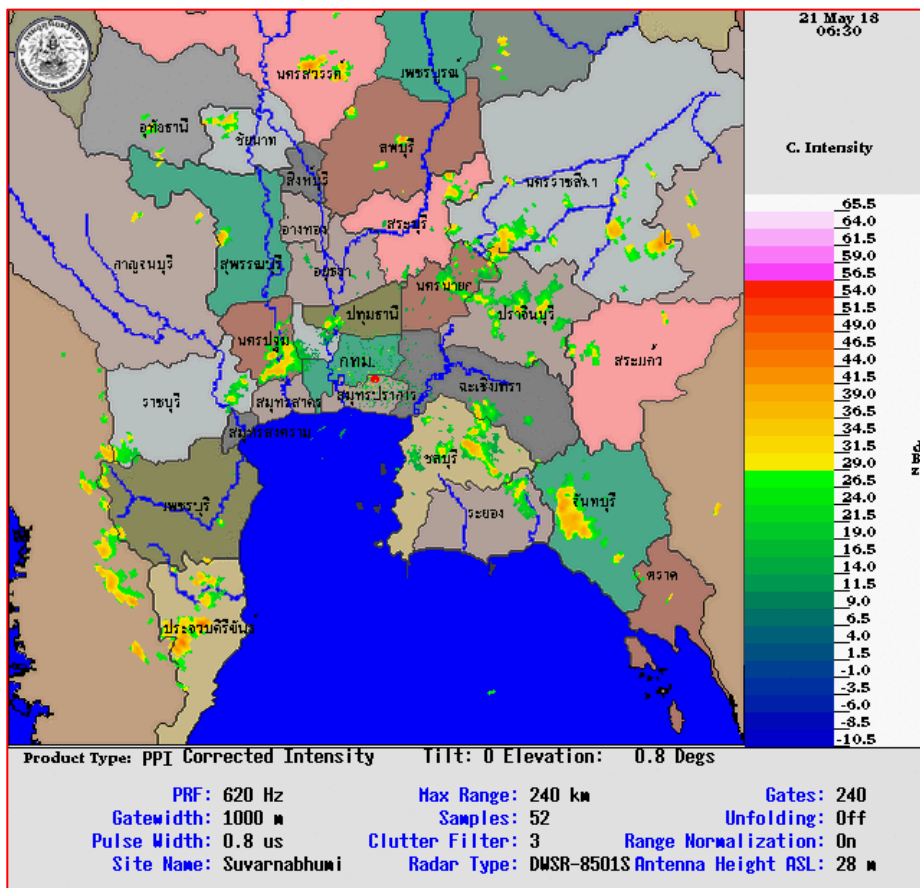 21 May 18
06:30
C. Intensity
65.5
64.0
61.5
59.0
56.5
54.0
51.5
49.0
46.5
44.0
41.5
39.0
36.5
34.0
31.5
29.0
26.5
24.0
21.5
19.0
16.5
14.0
11.5
9.0
6.5
4.0
1.5
-1.0
-3.5
-6.0
-8.5
-10.5
นครสวรรค์
เพชรบูรณ์
อุทัยธานี
ชัยนาท
ลพบุรี
สิงห์บุรี
นครราชสีมา
อ่างทอง
สระบุรี
กาญจนบุรี
สุพรรณบุรี
อยุธยา
นครนายก
ปทุมธานี
ปราจีนบุรี
นครปฐม
กทม.
สระแก้ว
ราชบุรี
สมุทรสาคร
สมุทรปราการ
ฉะเชิงเทรา
สมุทรสงคราม
ชลบุรี
เพชรบุรี
ระยอง
จันทบุรี
ตราด
ประจวบคีรีขันธ์
Product Type: PPI Corrected Intensity Tilt: 0 Elevation: 0.8 Degs
PRF: 620 Hz Max Range: 240 km Gates: 240
Gatewidth: 1000 m Samples: 52 Unfolding: Off
Pulse Width: 0.8 us Clutter Filter: 3 Range Normalization: On
Site Name: Suvarnabhumi Radar Type: DWSR-8501S Antenna Height ASL: 28 m